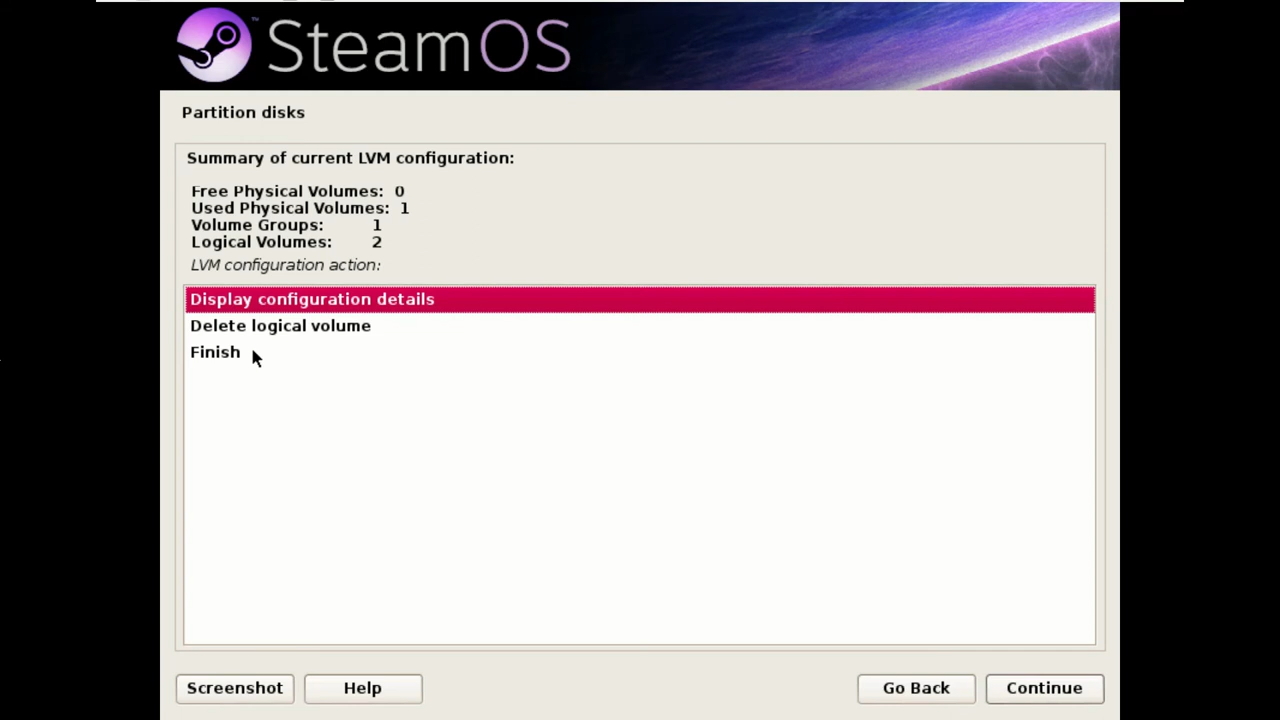 SteamOS™
Partition disks
Summary of current LVM configuration:
Free Physical Volumes: 0
Used Physical Volumes: 1
Volume Groups: 1
Logical Volumes: 2
LVM configuration action:
Display configuration details
Delete logical volume
Finish
Screenshot
Help
Go Back
Continue